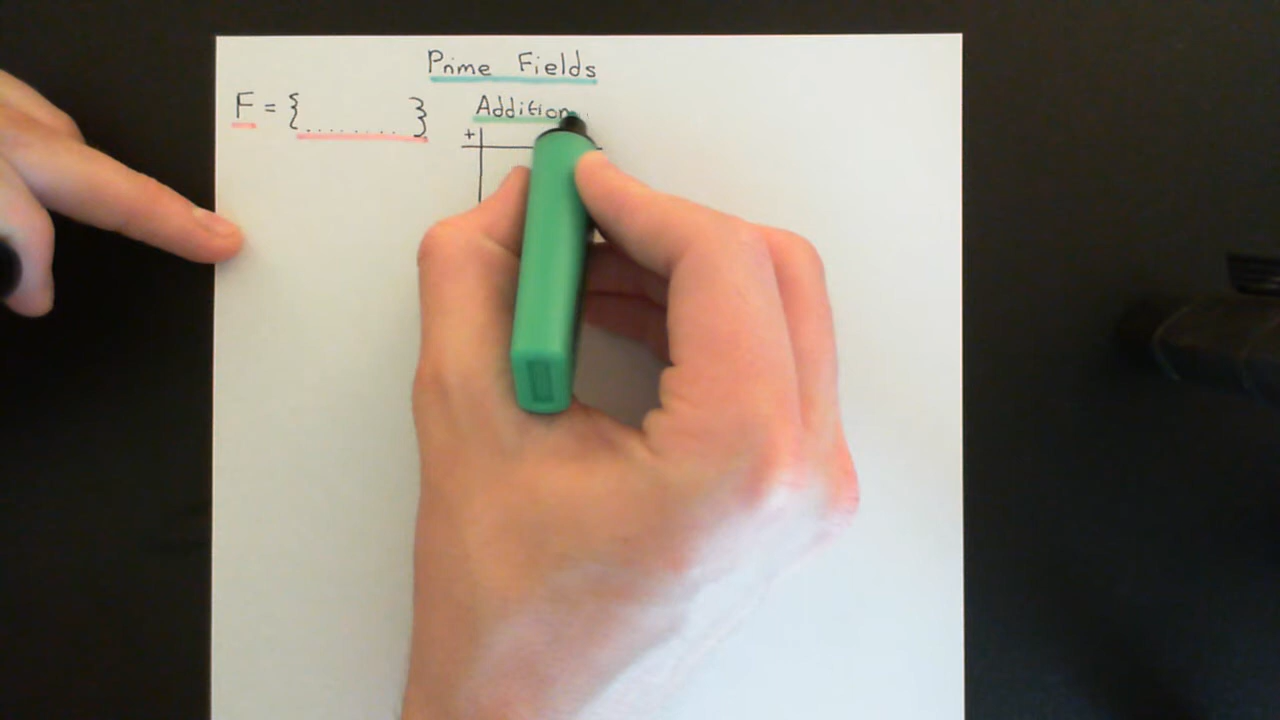 Prime Fields
F = {.........}
Addition
+